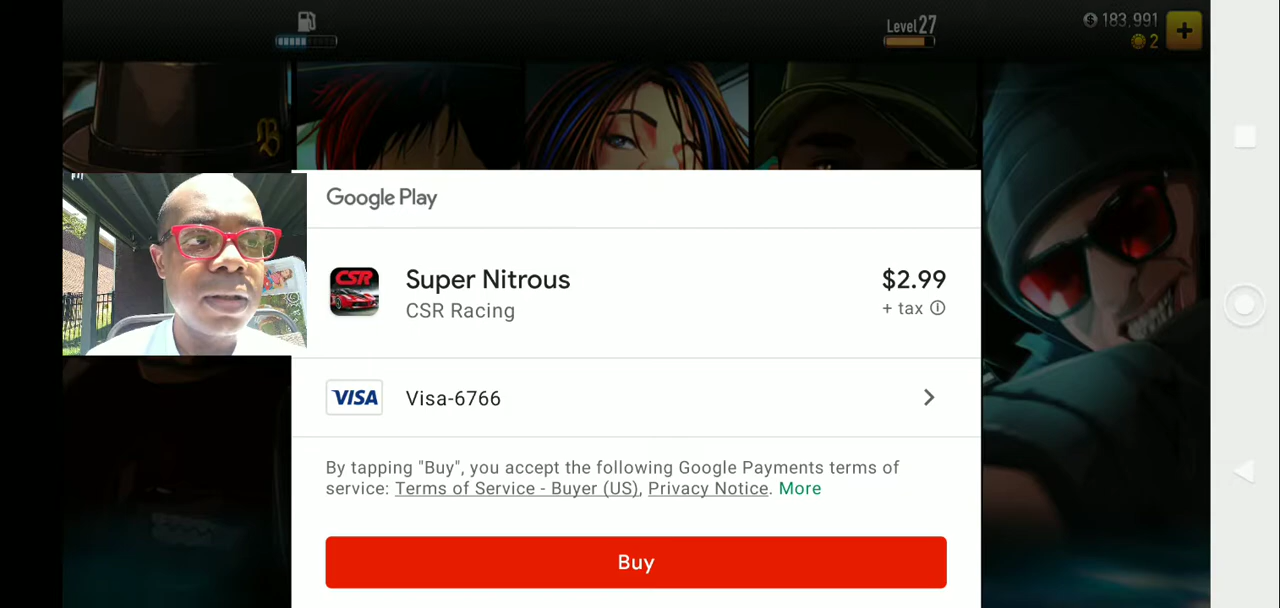 Level 27
183,991
2
Google Play
CSR
Super Nitrous
$2.99
CSR Racing
+ tax
VISA
Visa-6766
By tapping "Buy", you accept the following Google Payments terms of
service: Terms of Service - Buyer (US), Privacy Notice. More
Buy